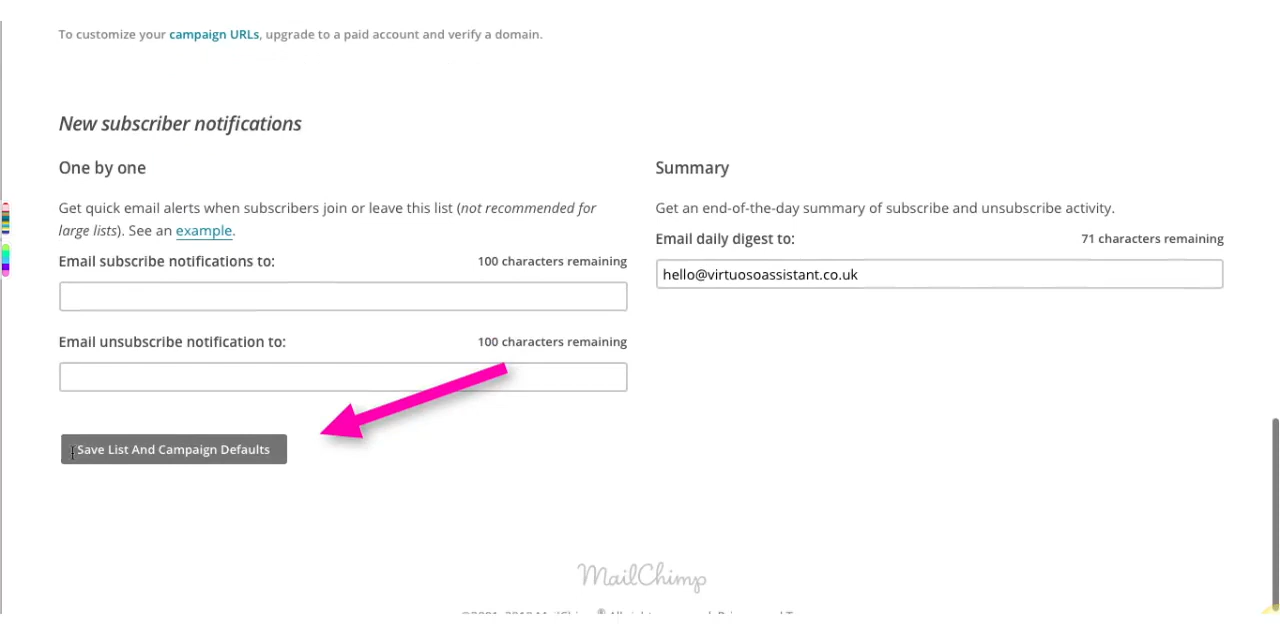 To customize your campaign URLs, upgrade to a paid account and verify a domain.
New subscriber notifications
One by one
Get quick email alerts when subscribers join or leave this list (not recommended for
large lists). See an example.
Email subscribe notifications to: 100 characters remaining
Email unsubscribe notification to: 100 characters remaining
Summary
Get an end-of-the-day summary of subscribe and unsubscribe activity.
Email daily digest to: 71 characters remaining
hello@virtuosoassistant.co.uk
Save List And Campaign Defaults
MailChimp